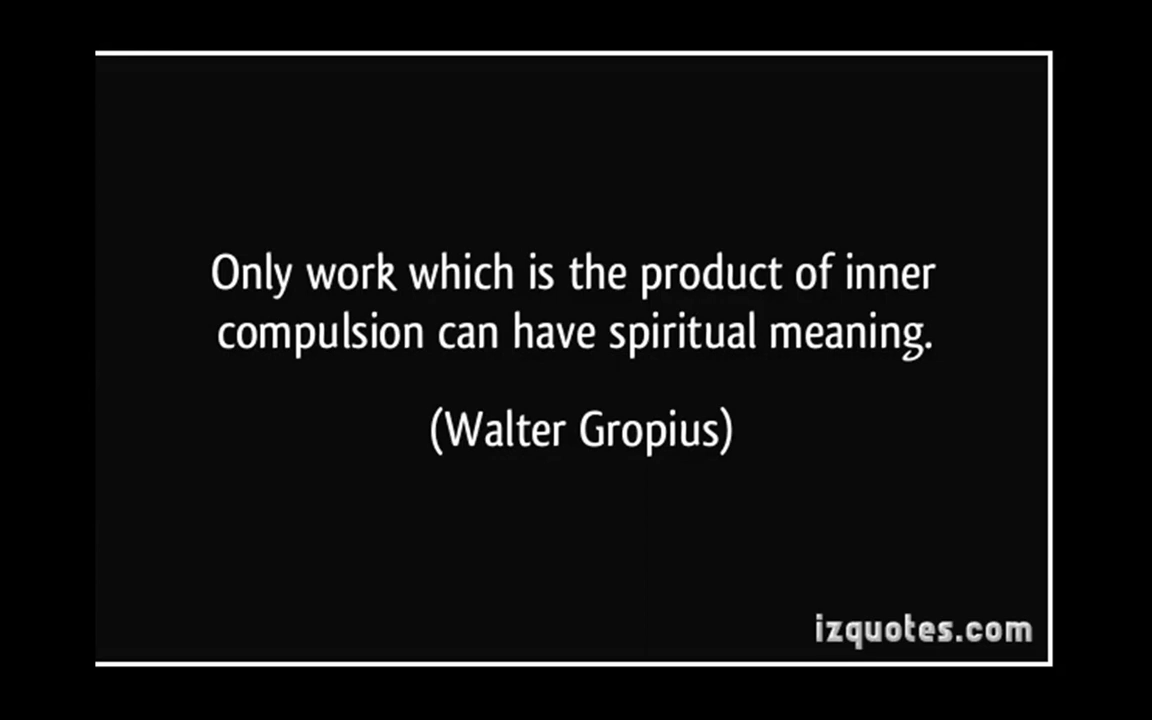 Only work which is the product of inner
compulsion can have spiritual meaning.
(Walter Gropius)
izquotes.com